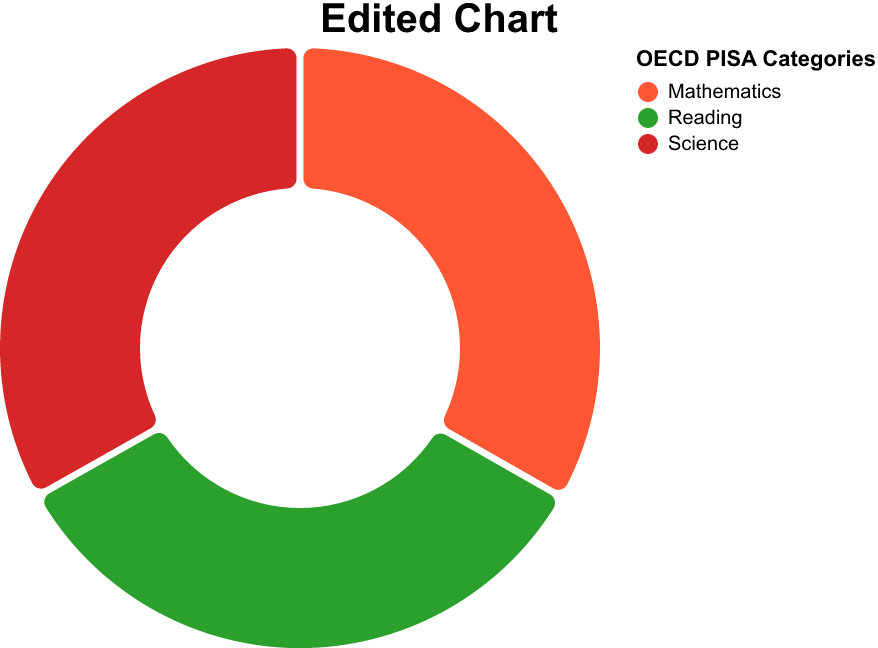 Edited Chart
OECD PISA Categories
Mathematics
Reading
Science